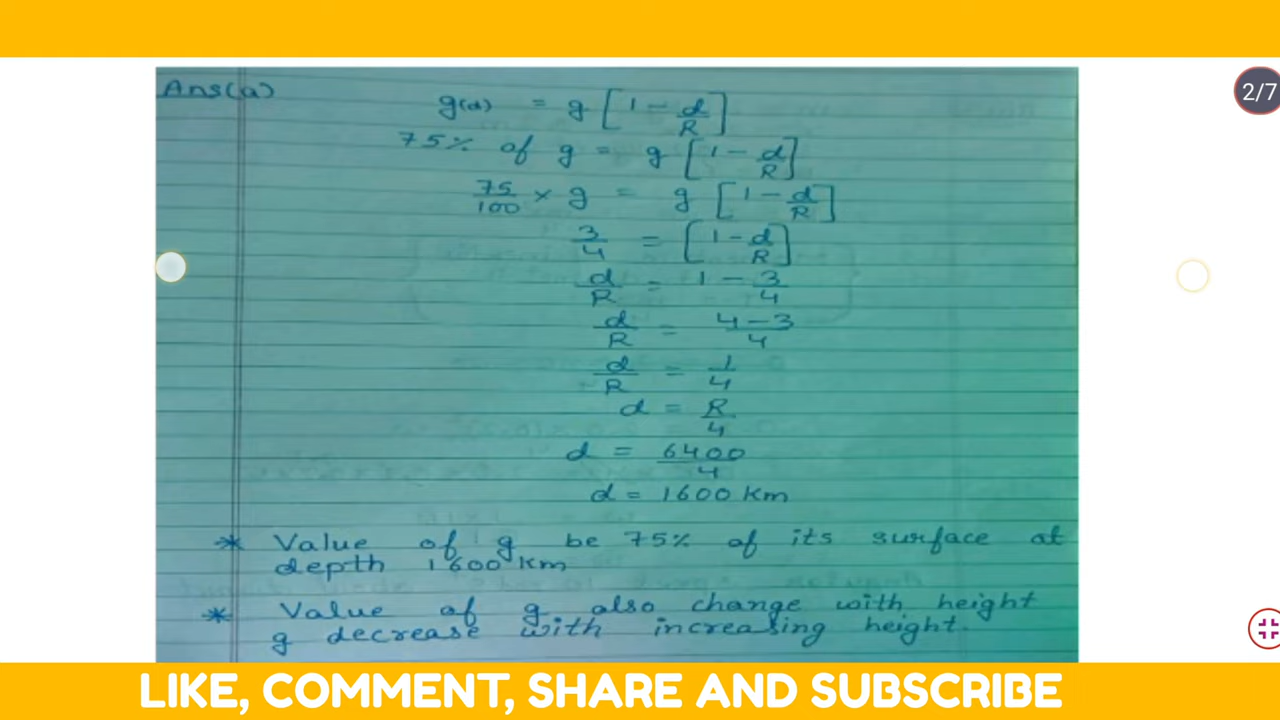 2/7
Ans(a)
g(d) = g [1 - d/R]
75% of g = g [1 - d/R]
75/100 × g = g [1 - d/R]
3/4 = [1 - d/R]
d/R = 1 - 3/4
d/R = 4-3/4
d/R = 1/4
d = R/4
d = 6400/4
d = 1600 Km
* Value of g be 75% of its surface at
depth 1600 Km
* Value of g also change with height
g decrease with increasing height.
LIKE, COMMENT, SHARE AND SUBSCRIBE